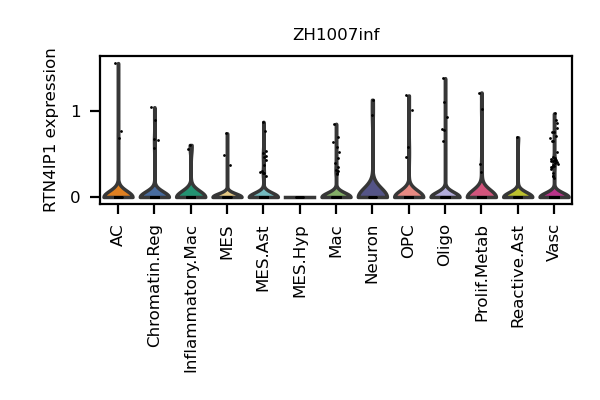 ZH1007inf
RTN4IP1 expression
1
0
AC
Chromatin.Reg
Inflammatory.Mac
MES
MES.Ast
MES.Hyp
Mac
Neuron
OPC
Oligo
Prolif.Metab
Reactive.Ast
Vasc